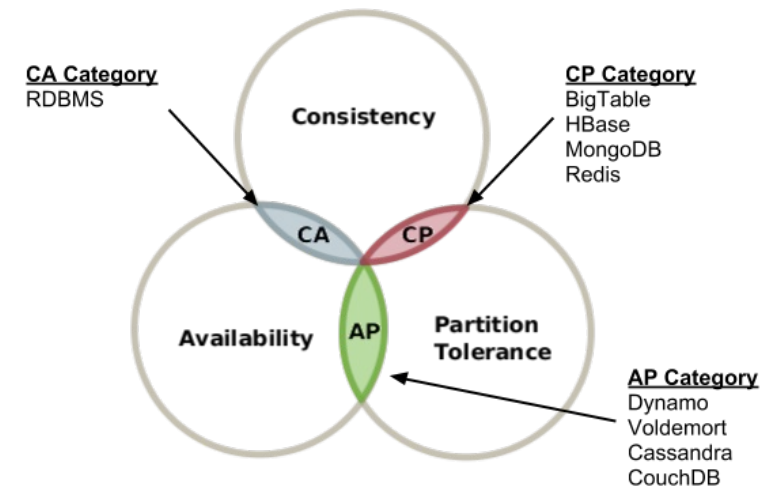 CA Category
RDBMS
CP Category
BigTable
HBase
MongoDB
Redis
Consistency
CA
CP
AP
Availability
Partition
Tolerance
AP Category
Dynamo
Voldemort
Cassandra
CouchDB